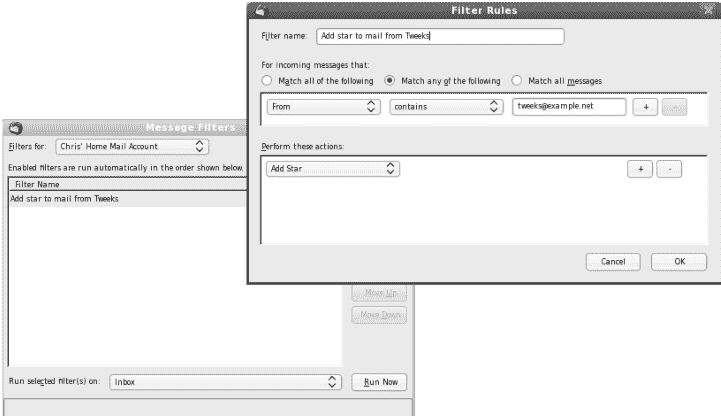 Filter Rules
Filter name: Add star to mail from Tweeks
For incoming messages that:
Match all of the following Match any of the following Match all messages
From contains tweeks@example.net + -
Perform these actions:
Add Star + -
Cancel OK
Message Filters
Filters for: Chris' Home Mail Account
Enabled filters are run automatically in the order shown below.
Filter Name
Add star to mail from Tweeks
Move Up
Move Down
Run selected filter(s) on: Inbox Run Now